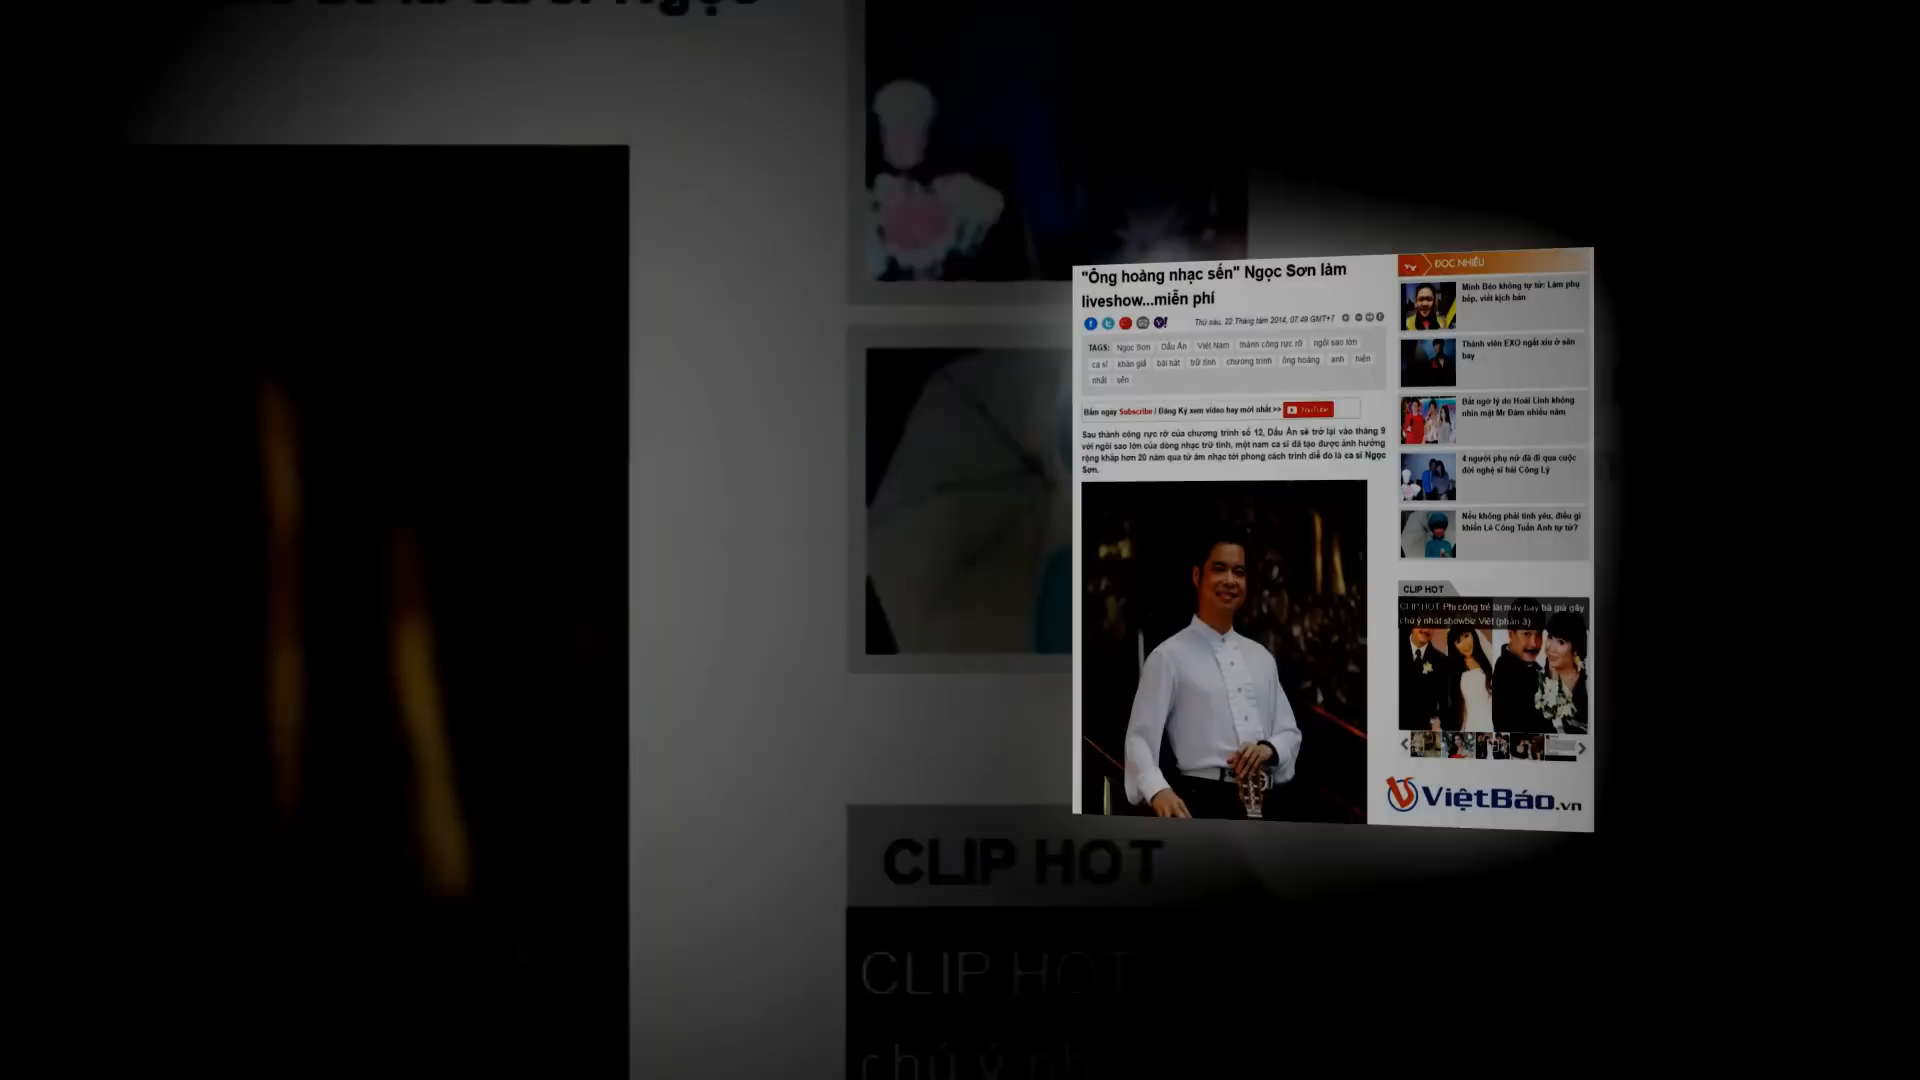 "Ông hoàng nhạc sến" Ngọc Sơn làm
liveshow...miễn phí
Thứ sáu, 22 Tháng tám 2014, 07:49 GMT+7
TAGS: Ngọc Sơn Dấu Ấn Việt Nam thành công rực rỡ ngôi sao lớn
ca sĩ khán giả bài hát trữ tình chương trình ông hoàng anh hiện
nhất sến
Bấm ngay Subscribe / Đăng Ký xem video hay mới nhất >> YouTube
Sau thành công rực rỡ của chương trình số 12, Dấu Ấn sẽ trở lại vào tháng 9
với ngôi sao lớn của dòng nhạc trữ tình, một nam ca sĩ đã tạo được ảnh hưởng
rộng khắp hơn 20 năm qua từ âm nhạc tới phong cách trình diễ đó là ca sĩ Ngọc
Sơn.
ĐỌC NHIỀU
Minh Béo không tự tử: Làm phụ
bếp, viết kịch bản
Thành viên EXO ngất xỉu ở sân
bay
Bất ngờ lý do Hoài Linh không
nhìn mặt Mr Đàm nhiều năm
4 người phụ nữ đã đi qua cuộc
đời nghệ sĩ hài Công Lý
Nếu không phải tình yêu, điều gì
khiến Lê Công Tuấn Anh tự tử?
CLIP HOT
CLIP HOT Phi công trẻ lái máy bay bà già gây
chú ý nhất showbiz Việt (phần 3)
ViệtBáo.vn
CLIP HOT
CLIP HOT
chú ý nh